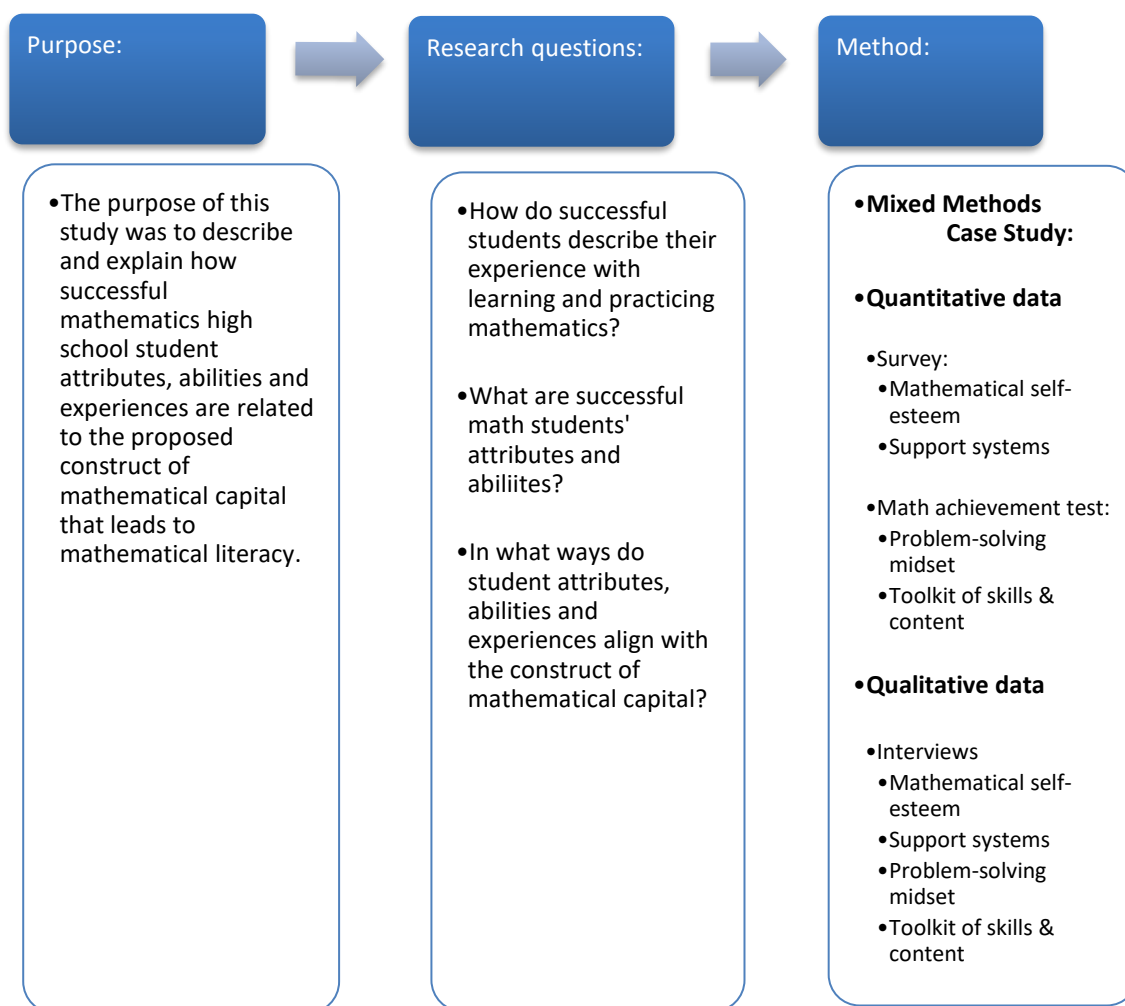 Purpose:
•The purpose of this
study was to describe
and explain how
successful
mathematics high
school student
attributes, abilities and
experiences are related
to the proposed
construct of
mathematical capital
that leads to
mathematical literacy.
Research questions:
•How do successful
students describe their
experience with
learning and practicing
mathematics?
•What are successful
math students'
attributes and
abiliites?
•In what ways do
student attributes,
abilities and
experiences align with
the construct of
mathematical capital?
Method:
•Mixed Methods
Case Study:
•Quantitative data
•Survey:
•Mathematical self-
esteem
•Support systems
•Math achievement test:
•Problem-solving
midset
•Toolkit of skills &
content
•Qualitative data
•Interviews
•Mathematical self-
esteem
•Support systems
•Problem-solving
midset
•Toolkit of skills &
content